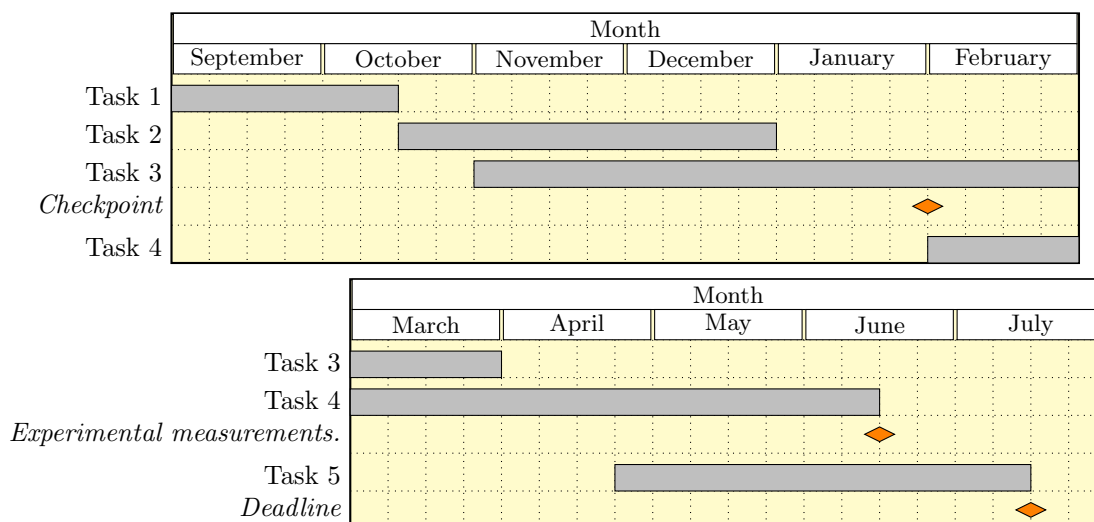 Month
September October November December January February
Task 1
Task 2
Task 3
Checkpoint
Task 4
Month
March April May June July
Task 3
Task 4
Experimental measurements.
Task 5
Deadline